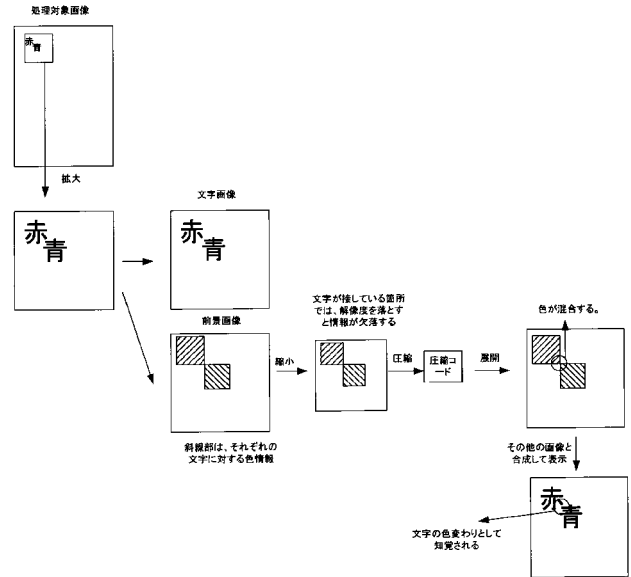 処理対象画像
赤
青
拡大
文字画像
赤
青
赤
青
前景画像
文字が接している箇所
では、解像度を落とす
と情報が欠落する
色が混合する。
縮小
圧縮
圧縮コ
ード
展開
斜線部は、それぞれの
文字に対する色情報
その他の画像と
合成して表示
赤
青
文字の色変わりとして
知覚される